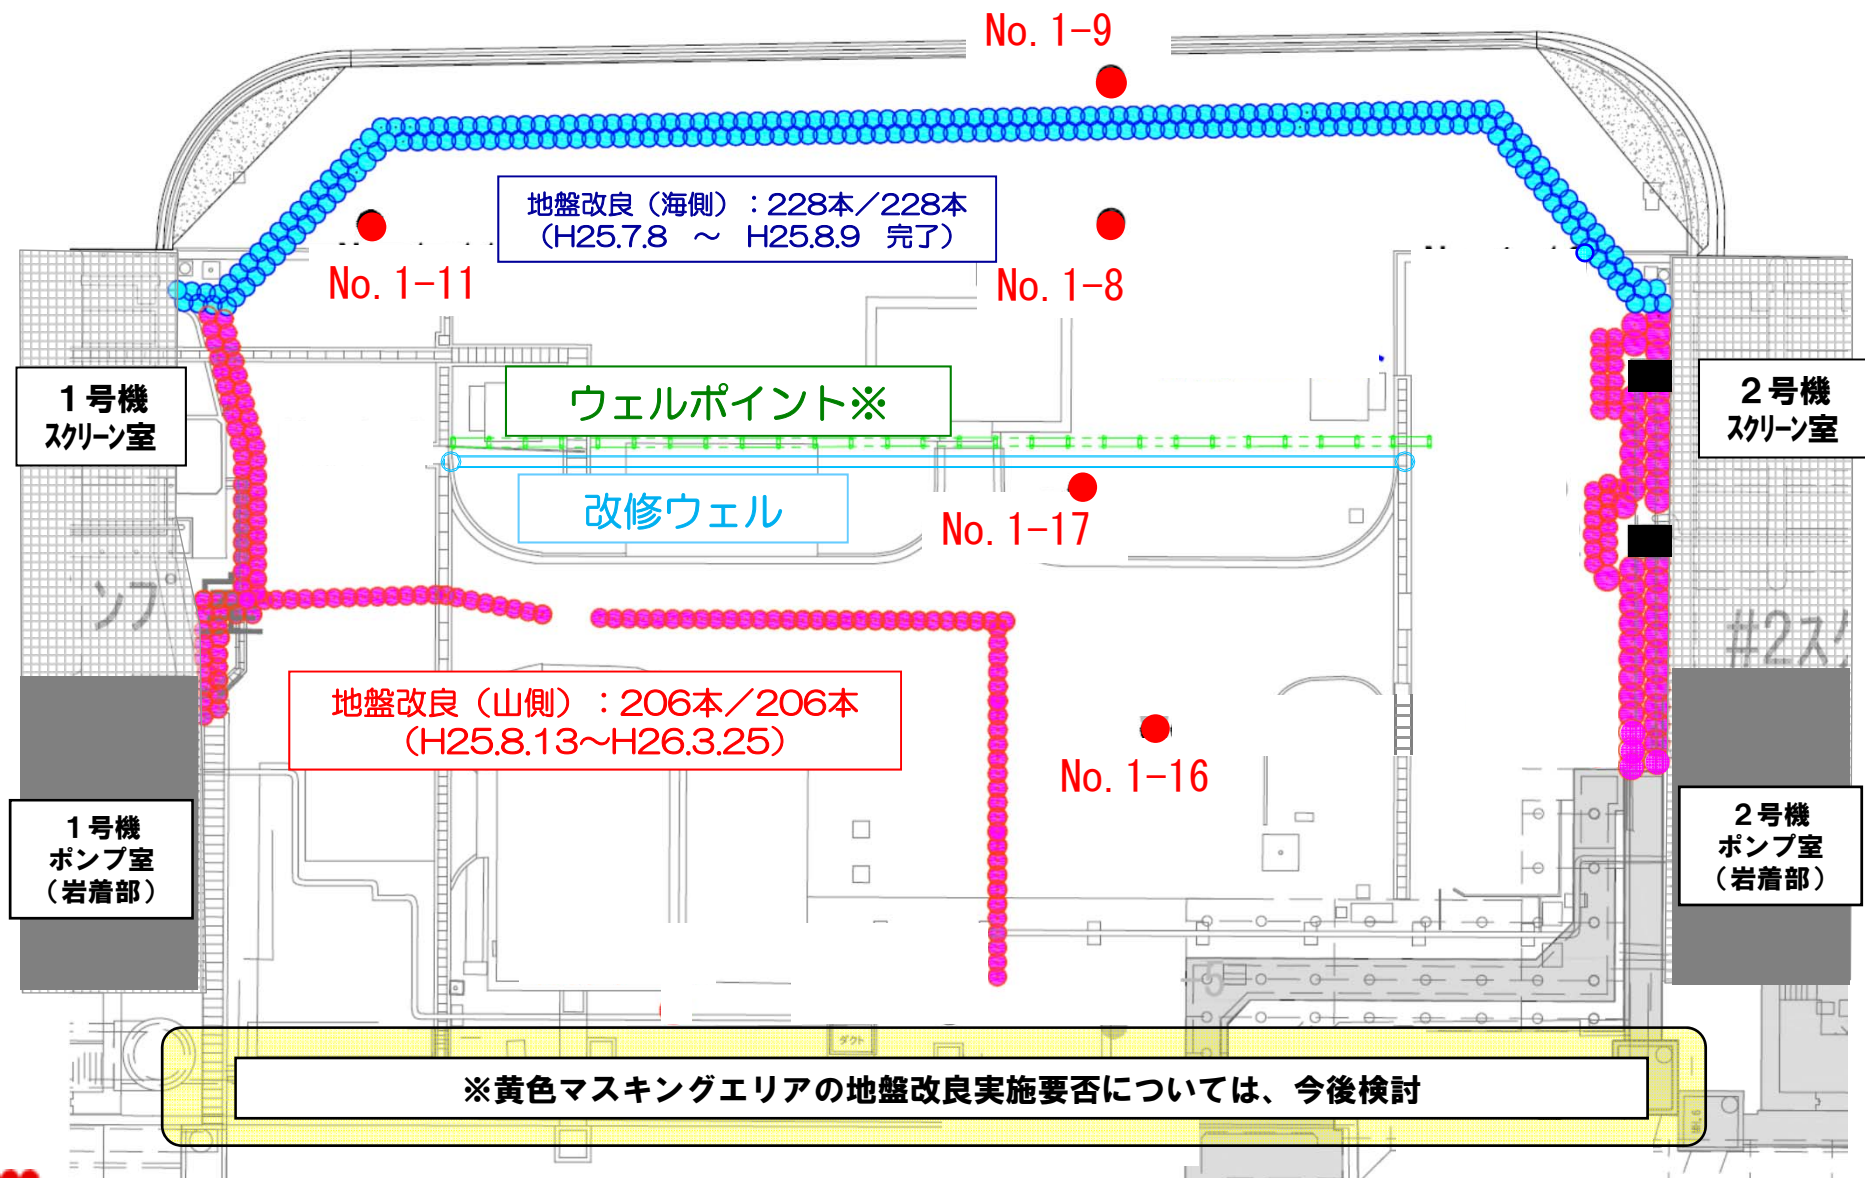 No. 1-9
地盤改良（海側）：228本／228本
（H25.7.8　～　H25.8.9　完了）
No. 1-11
No. 1-8
１号機
スクリーン室
２号機
スクリーン室
ウェルポイント※
改修ウェル
No. 1-17
ンプ
#2ス
地盤改良（山側）：206本／206本
（H25.8.13～H26.3.25）
No. 1-16
１号機
ポンプ室
（岩着部）
２号機
ポンプ室
（岩着部）
ダクト
※黄色マスキングエリアの地盤改良実施要否については、今後検討